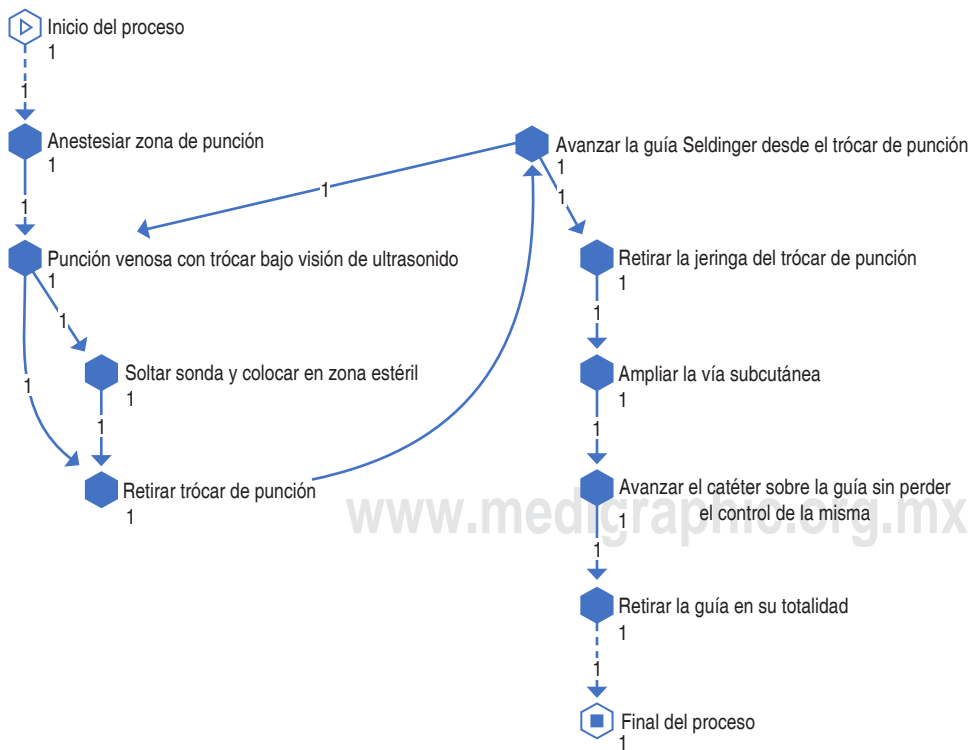 Inicio del proceso
1
1
Anestesiar zona de punción
1
1
Punción venosa con trócar bajo visión de ultrasonido
1
1
Soltar sonda y colocar en zona estéril
1
1
1
Retirar trócar de punción
1
Avanzar la guía Seldinger desde el trócar de punción
1
1
1
Retirar la jeringa del trócar de punción
1
1
Ampliar la vía subcutánea
1
1
Avanzar el catéter sobre la guía sin perder
el control de la misma
1
1
Retirar la guía en su totalidad
1
1
Final del proceso
1
www.medigraphic.org.mx